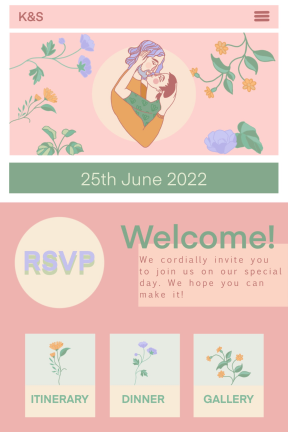 K&S
25th June 2022
Welcome!
RSVP
We cordially invite you
to join us on our special
day. We hope you can
make it!
ITINERARY
DINNER
GALLERY